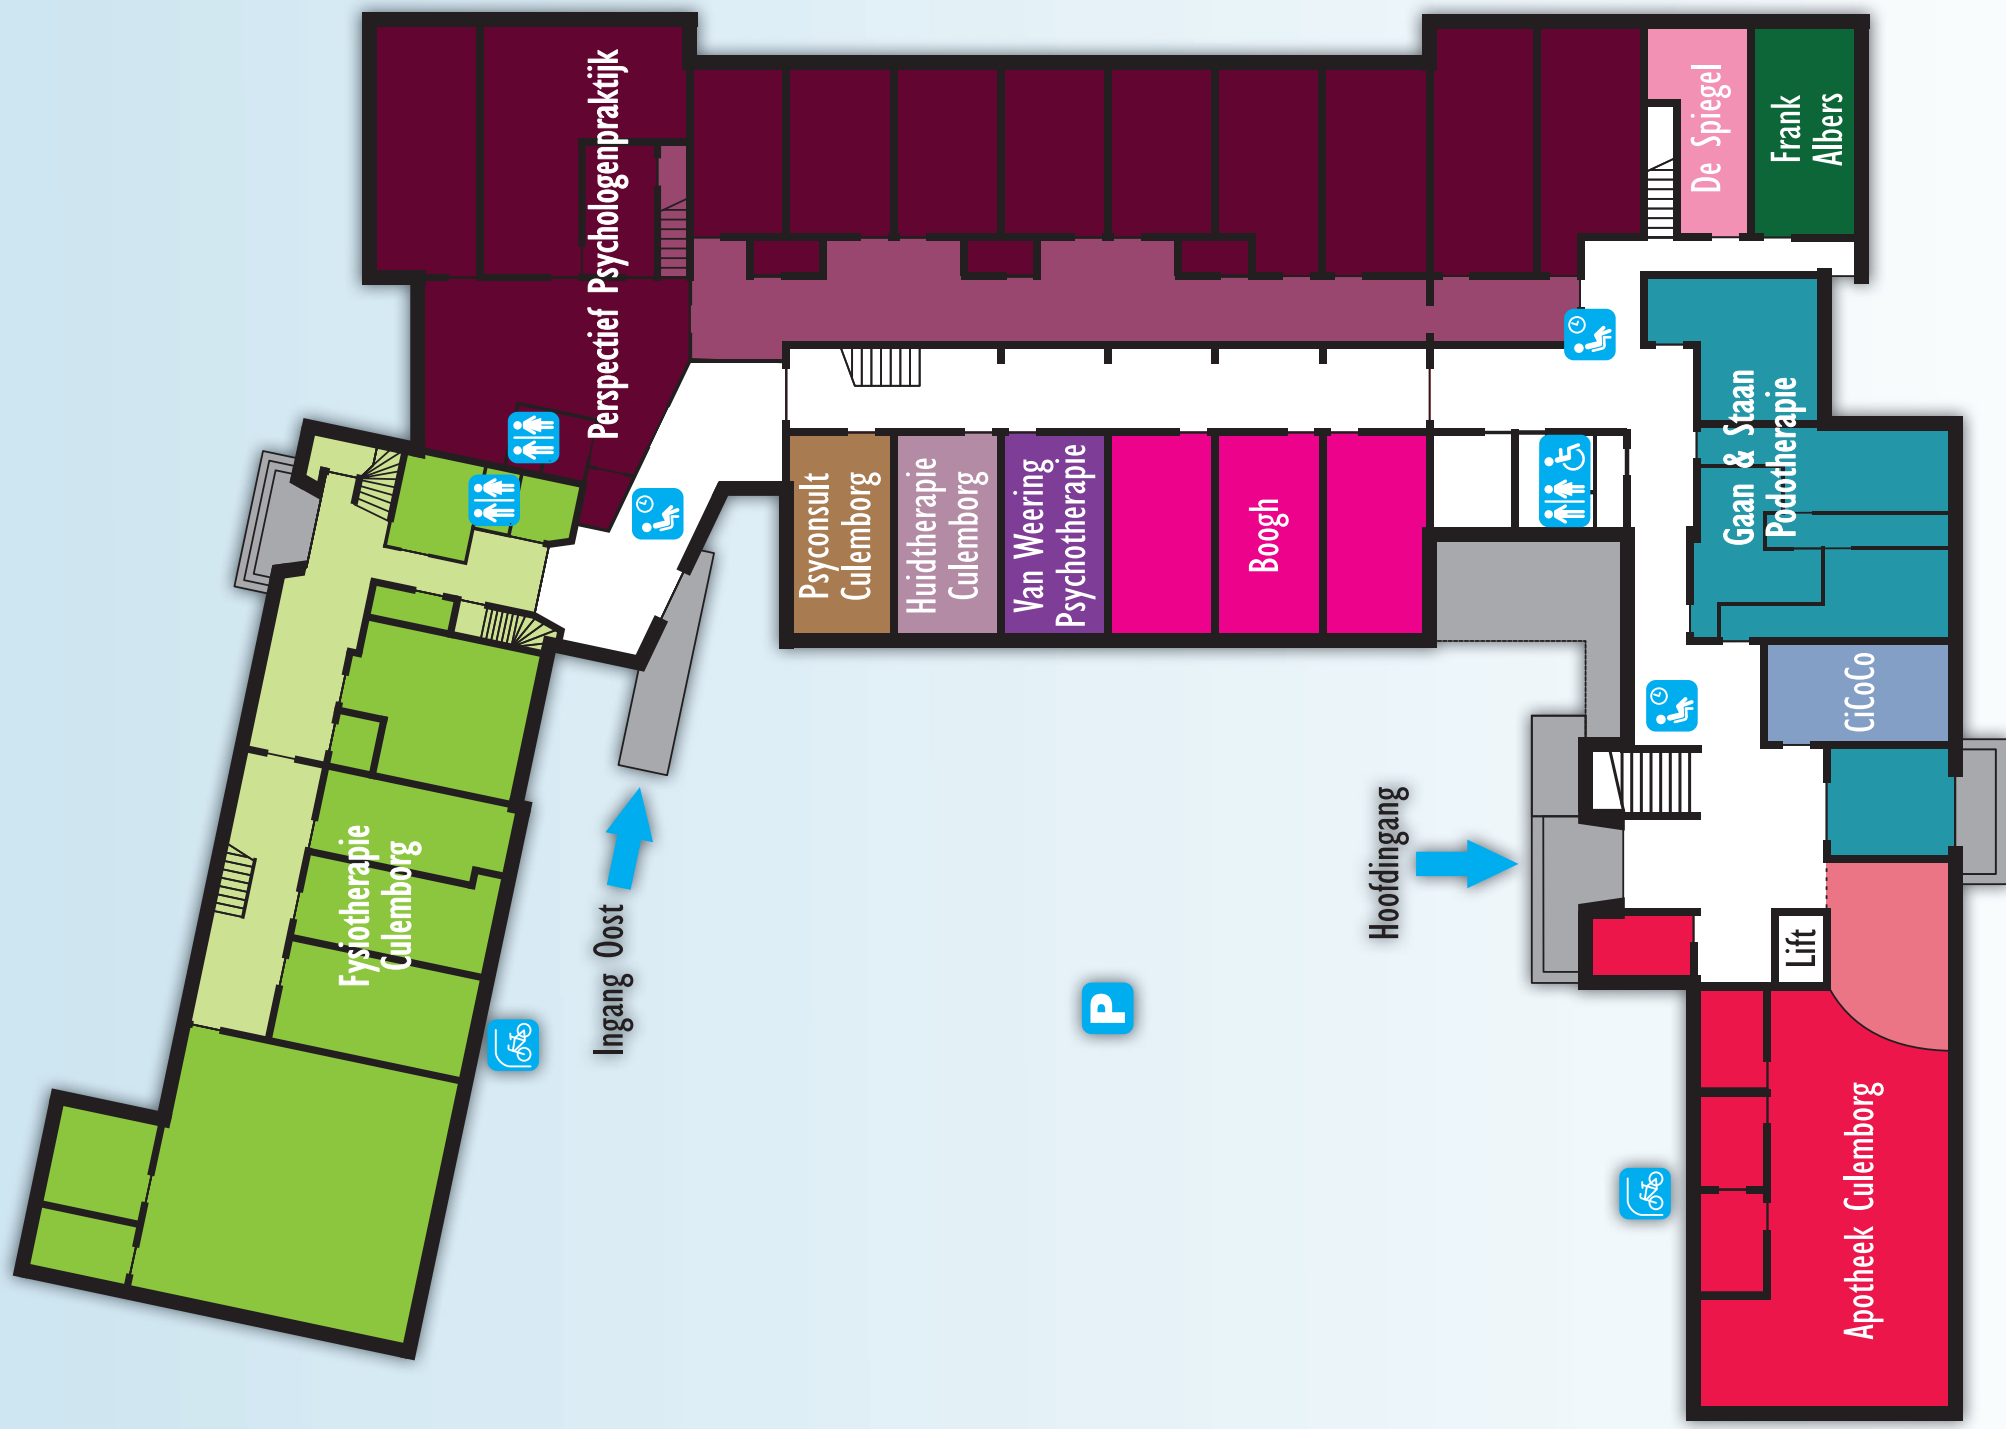 Perspectief Psychologenpraktijk
De Spiegel
Frank
Albers
Gaan & Staan
Podotherapie
Psyconsult
Culemborg
Huidtherapie
Culemborg
Van Weering
Psychotherapie
Boogh
CiCoCo
Fysiotherapie
Culemborg
Ingang Oost
Hoofdingang
Lift
P
Apotheek Culemborg